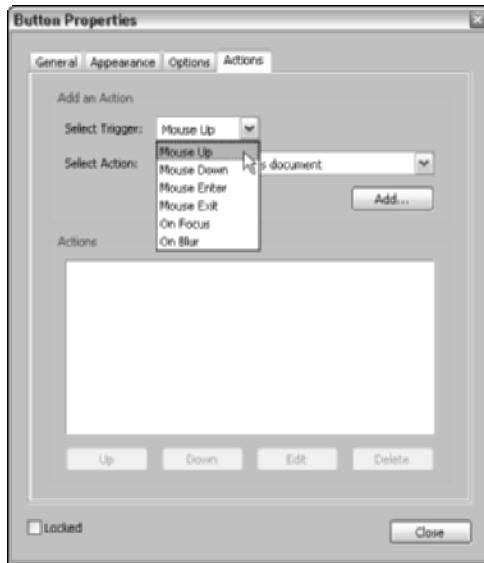 Button Properties
General Appearance Options Actions
Add an Action
Select Trigger: Mouse Up
Mouse Up
Select Action: s document
Mouse Down
Mouse Enter
Add...
Mouse Exit
On Focus
On Blur
Actions
Up Down Edit Delete
Locked
Close